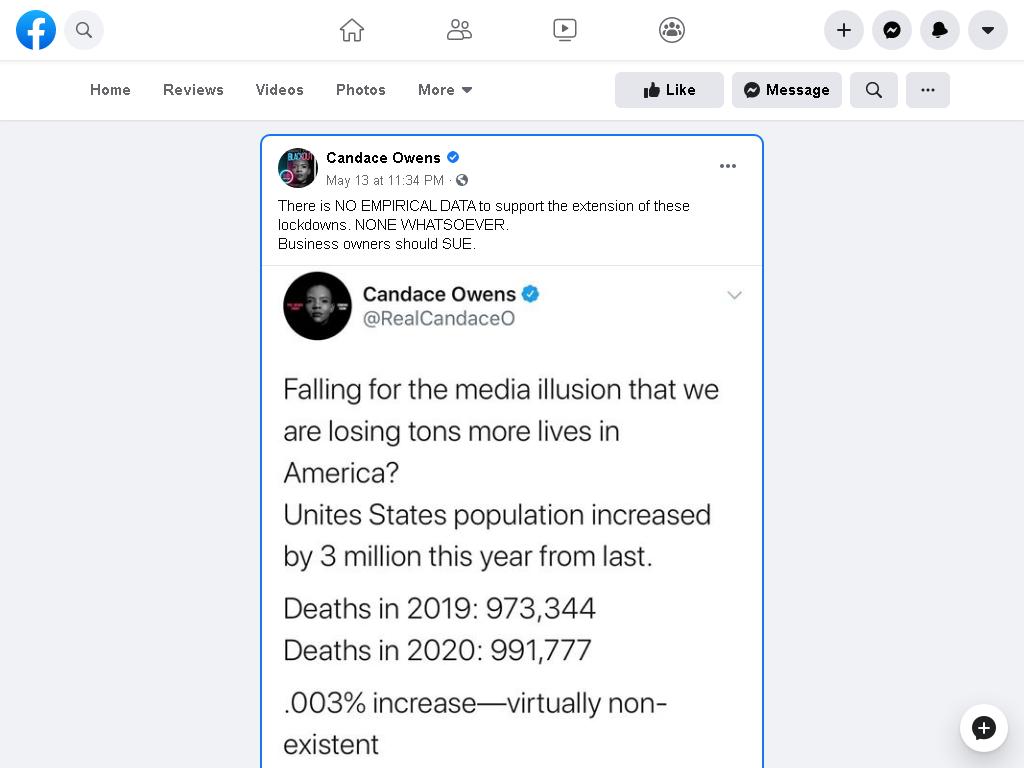 Home Reviews Videos Photos More Like Message ...
Candace Owens
May 13 at 11:34 PM ·
There is NO EMPIRICAL DATA to support the extension of these
lockdowns. NONE WHATSOEVER.
Business owners should SUE.
Candace Owens
@RealCandaceO
Falling for the media illusion that we
are losing tons more lives in
America?
Unites States population increased
by 3 million this year from last.
Deaths in 2019: 973,344
Deaths in 2020: 991,777
.003% increase—virtually non-
existent